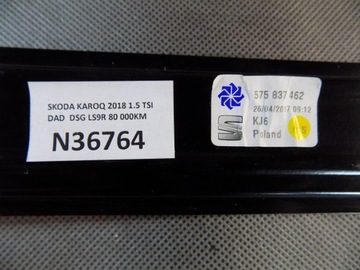 SKODA KAROQ 2018 1.5 TSI
DAD DSG LS9R 80 000KM
N36764
575 837 462
26/04/2017 09:12
KJ6
Poland